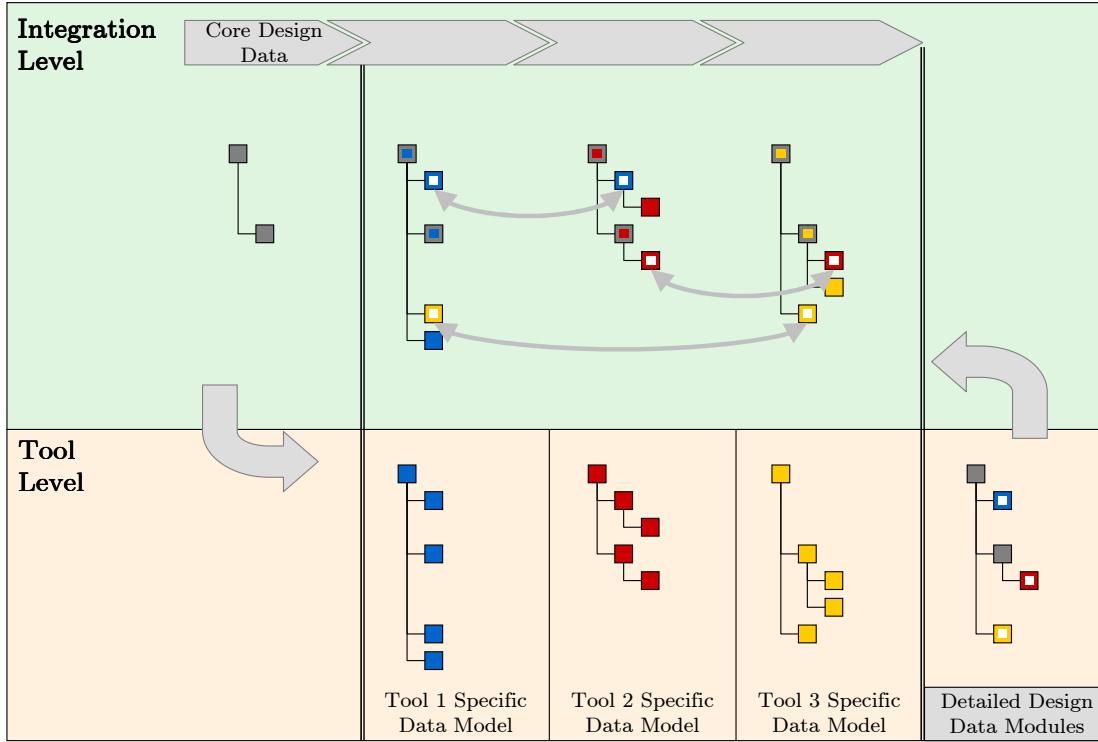 Integration
Level
Core Design
Data
Tool
Level
Tool 1 Specific
Data Model
Tool 2 Specific
Data Model
Tool 3 Specific
Data Model
Detailed Design
Data Modules